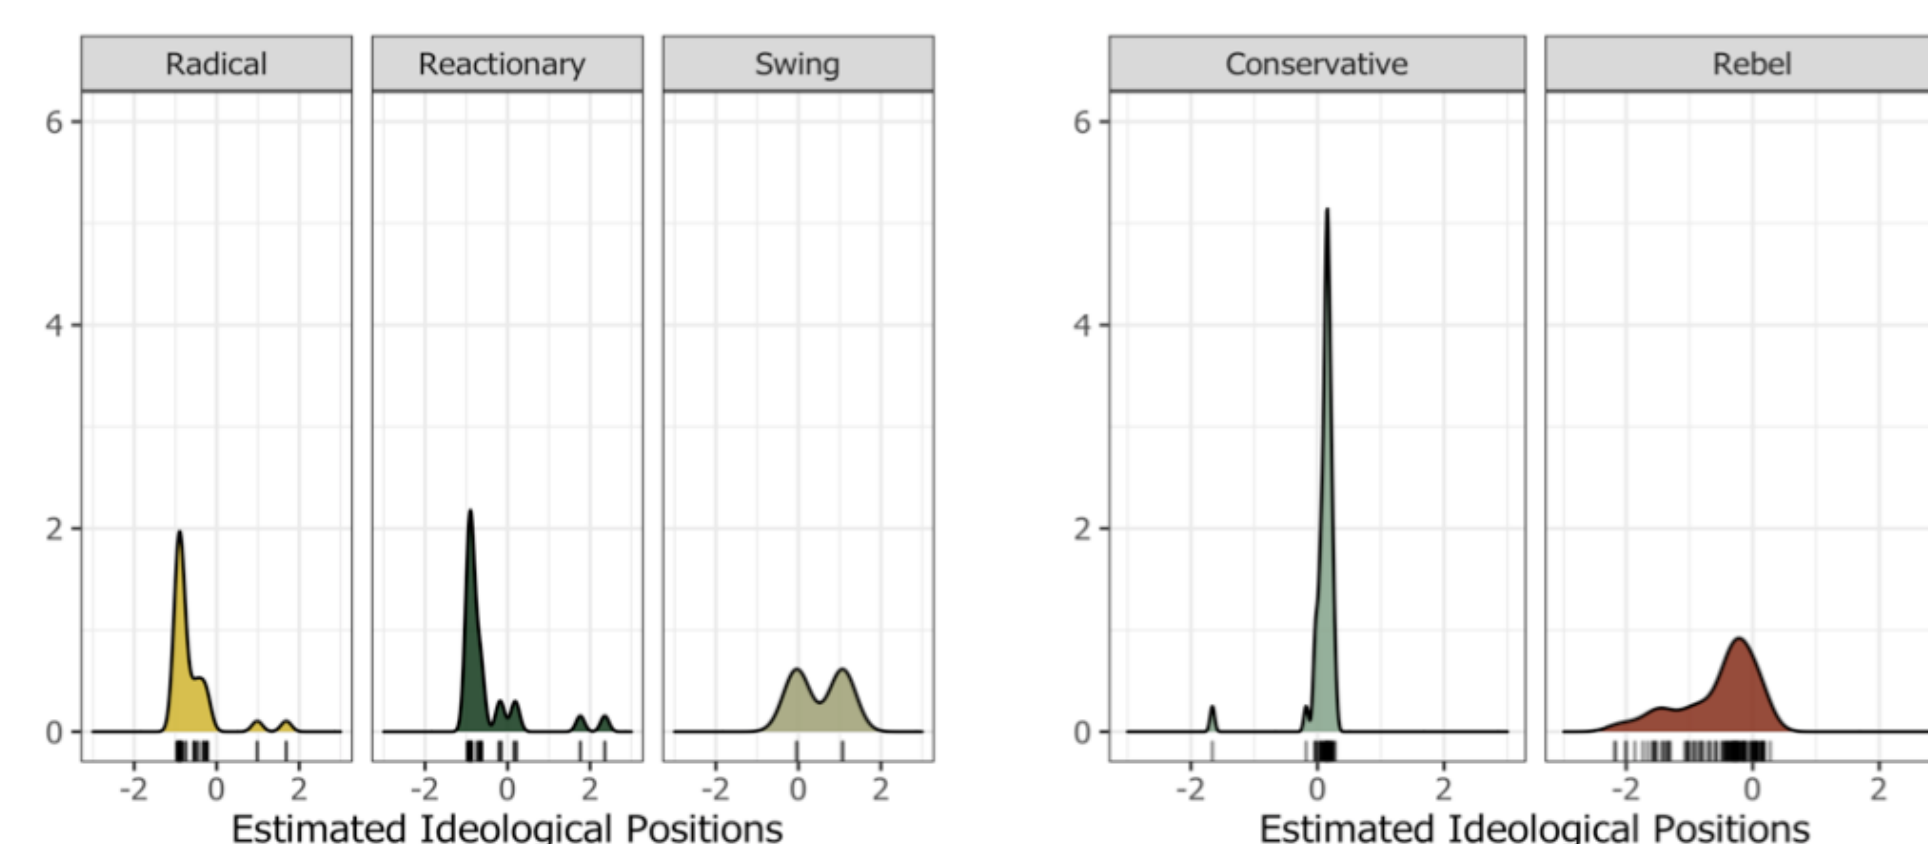 Radical Reactionary Swing
6
4
2
0
-2 0 2 -2 0 2 -2 0 2
Estimated Ideological Positions
Conservative Rebel
6
4
2
0
-2 0 2 -2 0 2
Estimated Ideological Positions